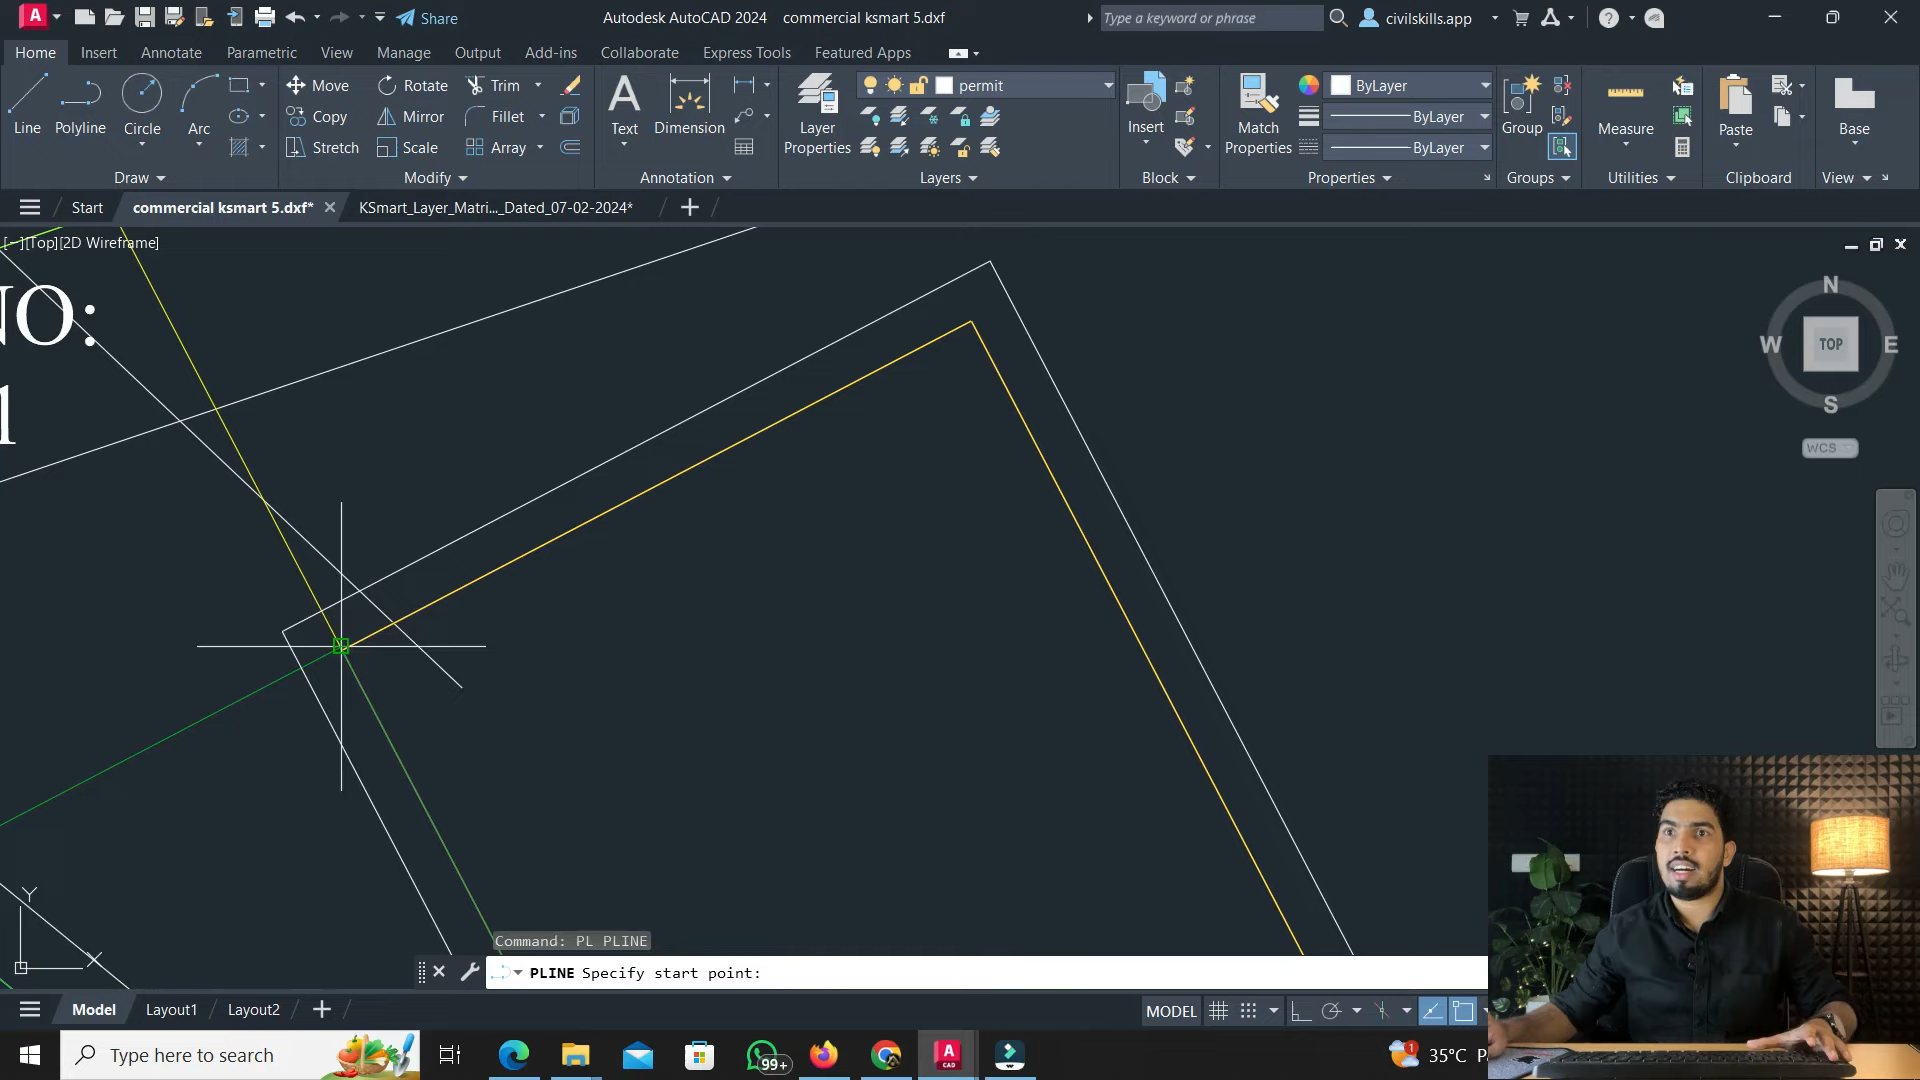 Share
Autodesk AutoCAD 2024 commercial ksmart 5.dxf
Type a keyword or phrase
civilskills.app
Home Insert Annotate Parametric View Manage Output Add-ins Collaborate Express Tools Featured Apps
Line
Polyline
Circle
Arc
Draw
Move
Rotate
Trim
Copy
Mirror
Fillet
Stretch
Scale
Array
Modify
Text
Dimension
Annotation
Layer
Properties
permit
Layers
Insert
Block
Match
Properties
ByLayer
ByLayer
ByLayer
Properties
Group
Groups
Measure
Utilities
Paste
Clipboard
Base
View
Start
commercial ksmart 5.dxf*
KSmart_Layer_Matri..._Dated_07-02-2024*
[−][Top][2D Wireframe]
NO:
1
N
W TOP E
S
WCS
Y
X
Command: PL PLINE
PLINE Specify start point:
Model Layout1 Layout2
MODEL
Type here to search
99+
CAD
1
35°C